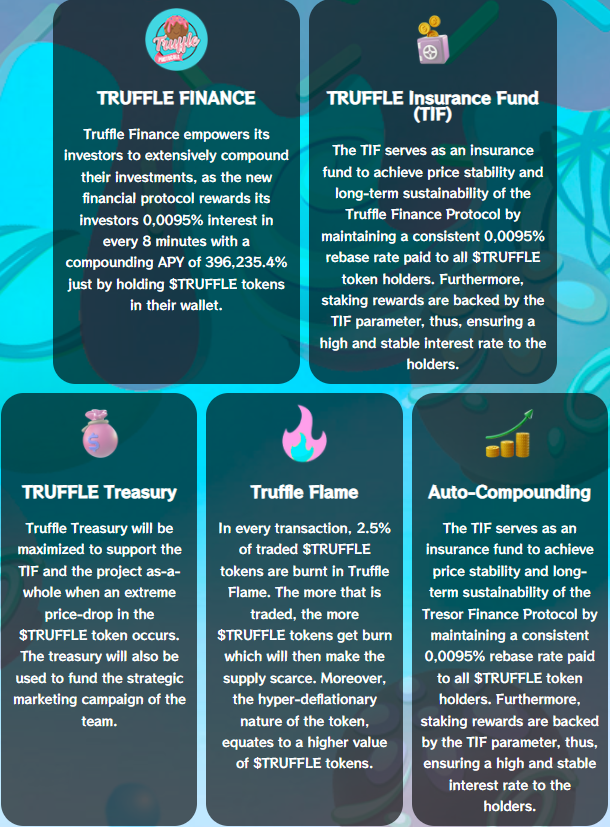 Truffle
TRUFFLE FINANCE
Truffle Finance empowers its
investors to extensively compound
their investments, as the new
financial protocol rewards its
investors 0,0095% interest in
every 8 minutes with a
compounding APY of 396,235.4%
just by holding $TRUFFLE tokens
in their wallet.
TRUFFLE Insurance Fund
(TIF)
The TIF serves as an insurance
fund to achieve price stability and
long-term sustainability of the
Truffle Finance Protocol by
maintaining a consistent 0,0095%
rebase rate paid to all $TRUFFLE
token holders. Furthermore,
staking rewards are backed by the
TIF parameter, thus, ensuring a
high and stable interest rate to the
holders.
$
TRUFFLE Treasury
Truffle Treasury will be
maximized to support the
TIF and the project as-a-
whole when an extreme
price-drop in the
$TRUFFLE token occurs.
The treasury will also be
used to fund the strategic
marketing campaign of the
team.
Truffle Flame
In every transaction, 2.5%
of traded $TRUFFLE
tokens are burnt in Truffle
Flame. The more that is
traded, the more
$TRUFFLE tokens get burn
which will then make the
supply scarce. Moreover,
the hyper-deflationary
nature of the token,
equates to a higher value
of $TRUFFLE tokens.
Auto-Compounding
The TIF serves as an
insurance fund to achieve
price stability and long-
term sustainability of the
Tresor Finance Protocol by
maintaining a consistent
0,0095% rebase rate paid
to all $TRUFFLE token
holders. Furthermore,
staking rewards are backed
by the TIF parameter, thus,
ensuring a high and stable
interest rate to the
holders.